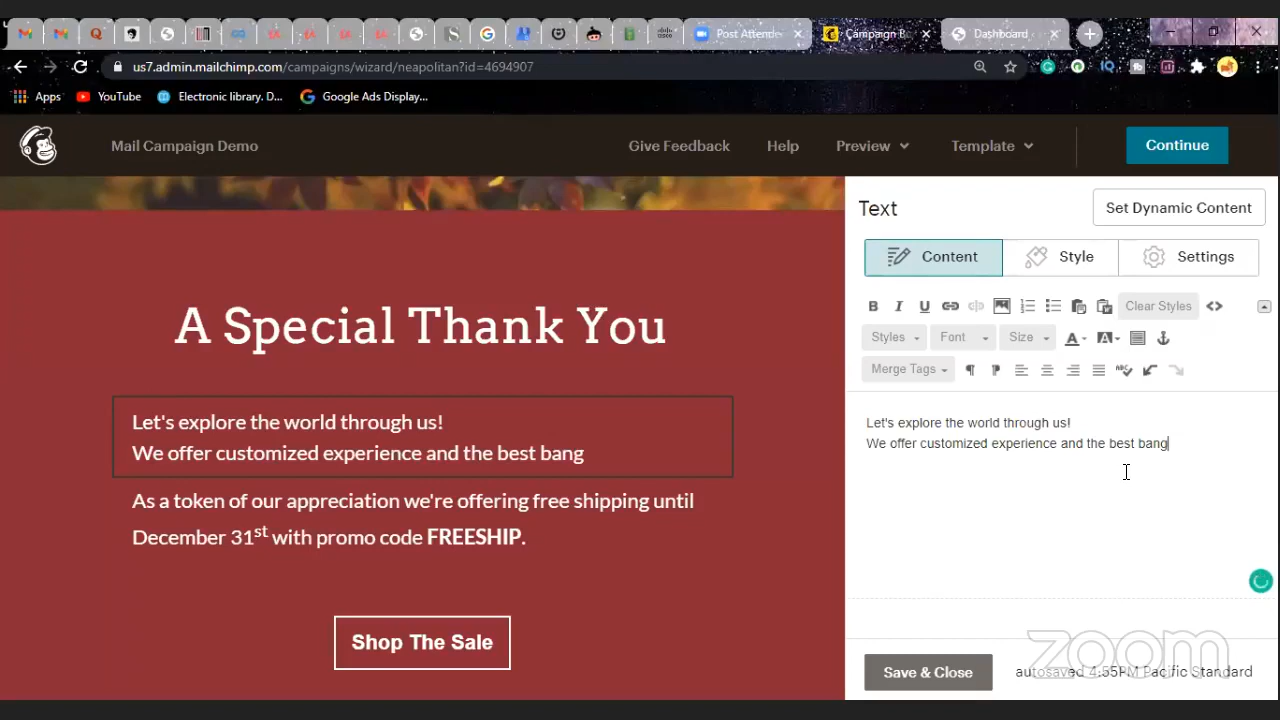 Post Attende
Campaign B
Dashboard
us7.admin.mailchimp.com/campaigns/wizard/neapolitan?id=4694907
Apps YouTube Electronic library. D... Google Ads Display...
Mail Campaign Demo Give Feedback Help Preview Template Continue
Text Set Dynamic Content
Content Style Settings
B I U Clear Styles <>
Styles Font Size A A
Merge Tags ABC
A Special Thank You
Let's explore the world through us!
We offer customized experience and the best bang
As a token of our appreciation we're offering free shipping until
December 31st with promo code FREESHIP.
Shop The Sale
Let's explore the world through us!
We offer customized experience and the best bang
Save & Close autosaved 4:55PM Pacific Standard
zoom